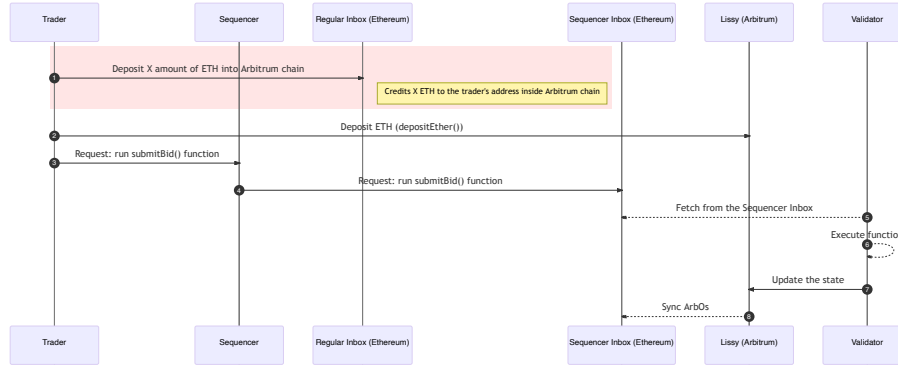 Trader
Sequencer
Regular Inbox (Ethereum)
Sequencer Inbox (Ethereum)
Lissy (Arbitrum)
Validator
1
Deposit X amount of ETH into Arbitrum chain
Credits X ETH to the trader's address inside Arbitrum chain
2
Deposit ETH (depositEther())
3
Request: run submitBid() function
4
Request: run submitBid() function
Fetch from the Sequencer Inbox
5
Execute functio
6
Update the state
7
Sync ArbOs
8
Trader
Sequencer
Regular Inbox (Ethereum)
Sequencer Inbox (Ethereum)
Lissy (Arbitrum)
Validator